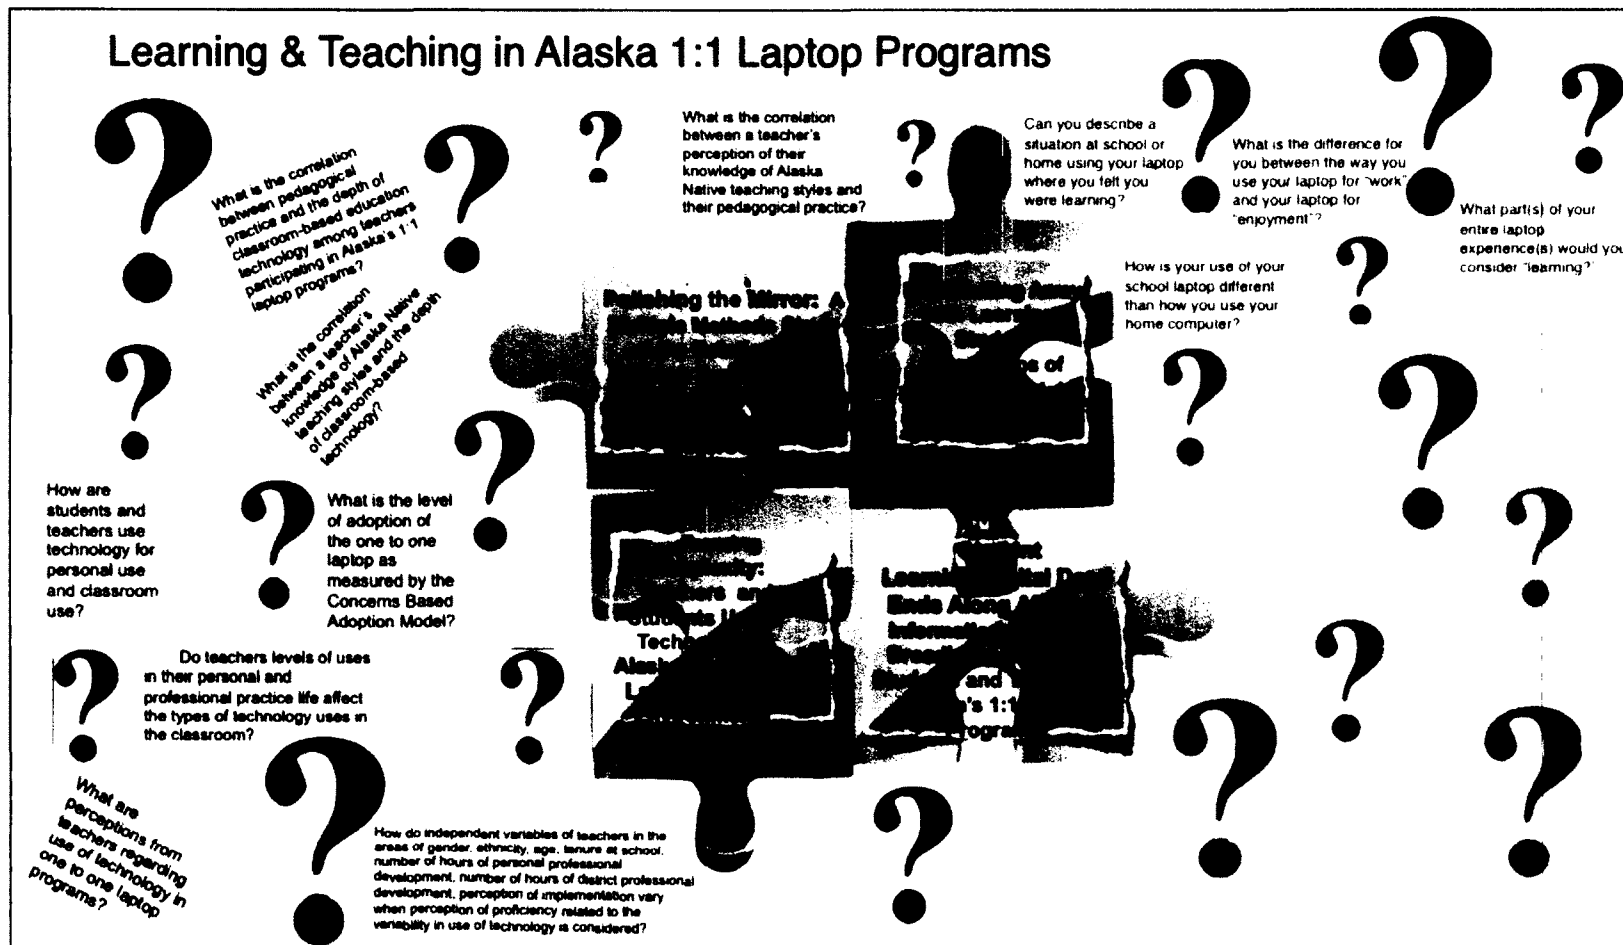 Learning & Teaching in Alaska 1:1 Laptop Programs
What is the correlation
between pedagogical
practice and the depth of
classroom-based education
technology among teachers
participating in Alaska's 1:1
laptop programs?
What is the correlation
between a teacher's
knowledge of Alaska Native
teaching styles and the depth
of classroom-based
technology?
What is the correlation
between a teacher's
perception of their
knowledge of Alaska
Native teaching styles and
their pedagogical practice?
Can you describe a
situation at school or
home using your laptop
where you felt you
were learning?
What is the difference for
you between the way you
use your laptop for "work"
and your laptop for
"enjoyment"?
What part(s) of your
entire laptop
experience(s) would you
consider "learning?"
How is your use of your
school laptop different
than how you use your
home computer?
Polishing the Mirror: A
of
How are
students and
teachers use
technology for
personal use
and classroom
use?
What is the level
of adoption of
the one to one
laptop as
measured by the
Concerns Based
Adoption Model?
Students
Ends Along
and
Do teachers levels of uses
in their personal and
professional practice life affect
the types of technology uses in
the classroom?
What are
perceptions from
teachers regarding
use of technology in
one to one laptop
programs?
How do independent variables of teachers in the
areas of gender, ethnicity, age, tenure at school,
number of hours of personal professional
development, number of hours of district professional
development, perception of implementation vary
when perception of proficiency related to the
variability in use of technology is considered?